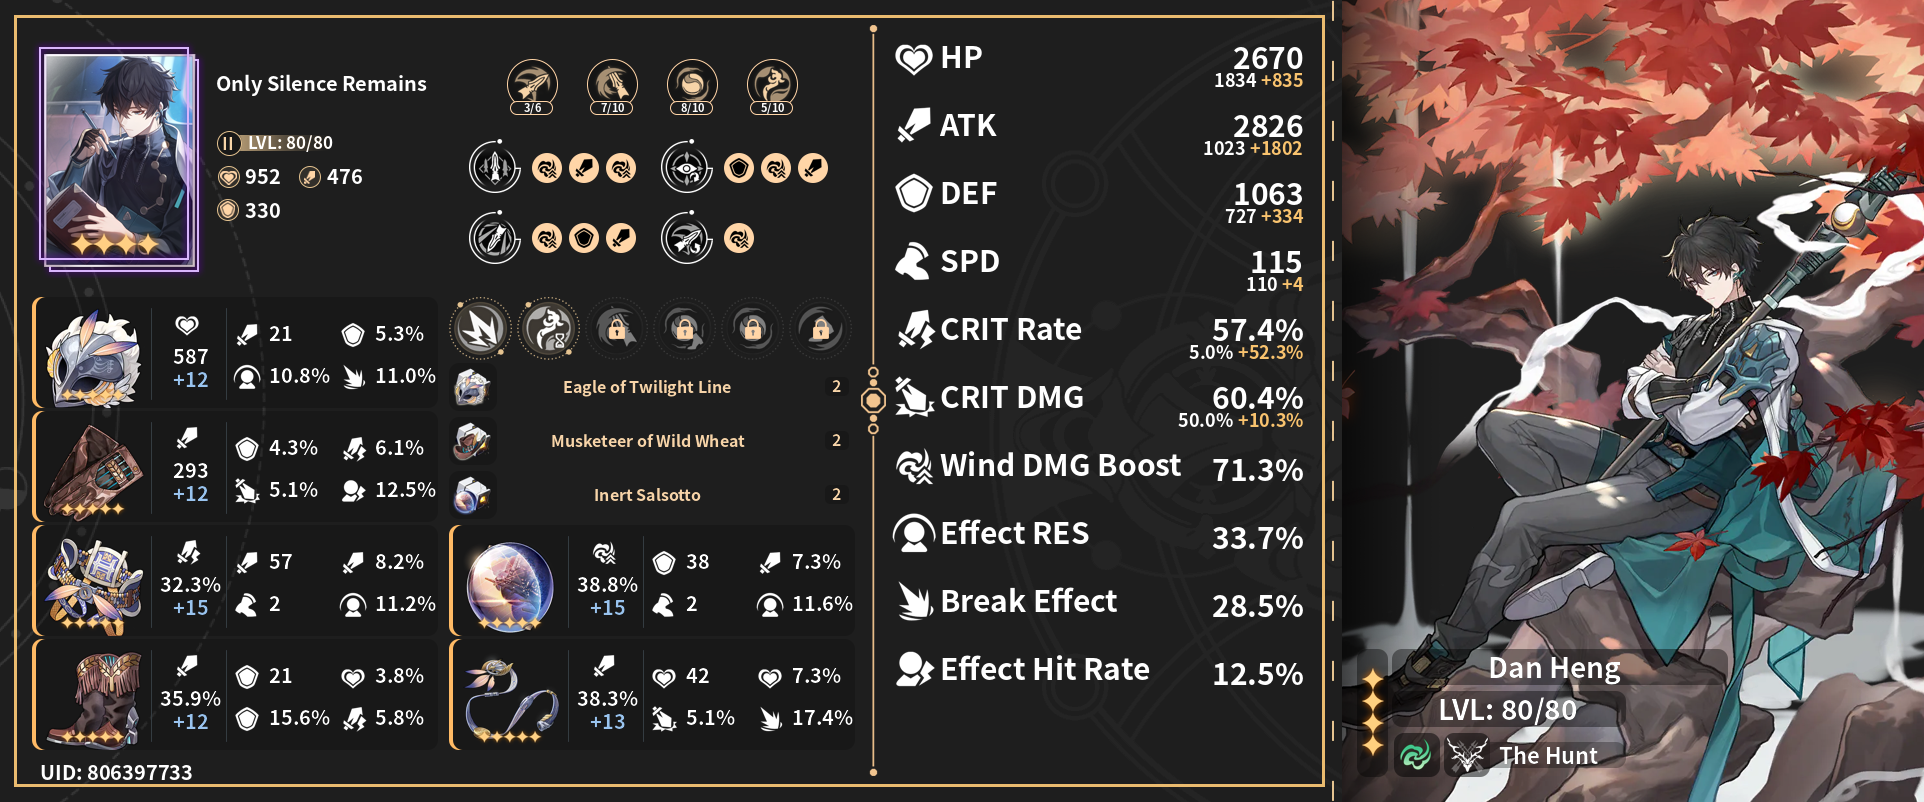 Only Silence Remains
LVL: 80/80
952 476
330
3/6 7/10 8/10 5/10
587
+12
21 5.3%
10.8% 11.0%
293
+12
4.3% 6.1%
5.1% 12.5%
32.3%
+15
57 8.2%
2 11.2%
35.9%
+12
21 3.8%
15.6% 5.8%
Eagle of Twilight Line 2
Musketeer of Wild Wheat 2
Inert Salsotto 2
38.8%
+15
38 7.3%
2 11.6%
38.3%
+13
42 7.3%
5.1% 17.4%
UID: 806397733
HP 2670
1834 +835
ATK 2826
1023 +1802
DEF 1063
727 +334
SPD 115
110 +4
CRIT Rate 57.4%
5.0% +52.3%
CRIT DMG 60.4%
50.0% +10.3%
Wind DMG Boost 71.3%
Effect RES 33.7%
Break Effect 28.5%
Effect Hit Rate 12.5%
Dan Heng
LVL: 80/80
The Hunt